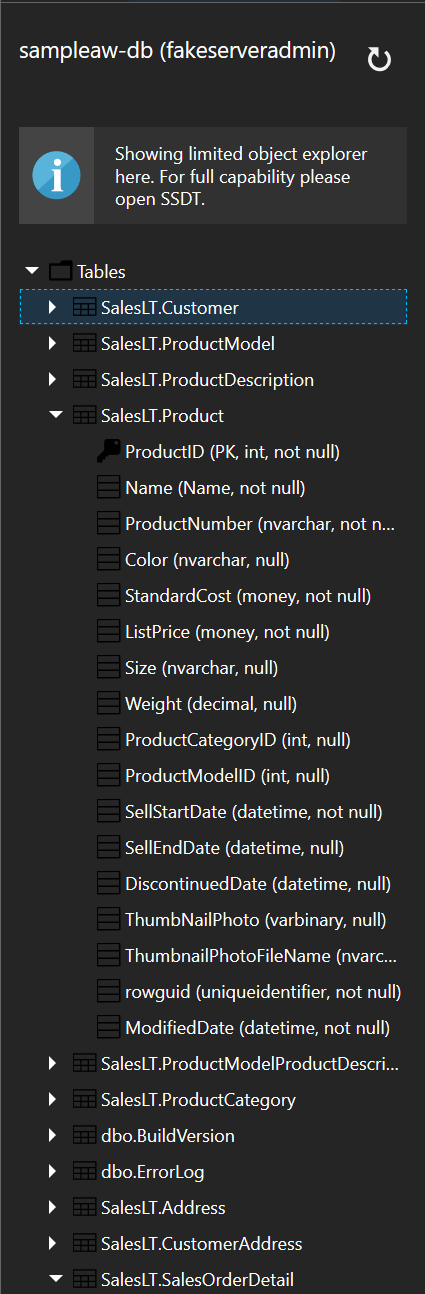 sampleaw-db (fakeserveradmin)
Showing limited object explorer
here. For full capability please
open SSDT.
Tables
SalesLT.Customer
SalesLT.ProductModel
SalesLT.ProductDescription
SalesLT.Product
ProductID (PK, int, not null)
Name (Name, not null)
ProductNumber (nvarchar, not n...
Color (nvarchar, null)
StandardCost (money, not null)
ListPrice (money, not null)
Size (nvarchar, null)
Weight (decimal, null)
ProductCategoryID (int, null)
ProductModelID (int, null)
SellStartDate (datetime, not null)
SellEndDate (datetime, null)
DiscontinuedDate (datetime, null)
ThumbNailPhoto (varbinary, null)
ThumbnailPhotoFileName (nvarc...
rowguid (uniqueidentifier, not null)
ModifiedDate (datetime, not null)
SalesLT.ProductModelProductDescri...
SalesLT.ProductCategory
dbo.BuildVersion
dbo.ErrorLog
SalesLT.Address
SalesLT.CustomerAddress
SalesLT.SalesOrderDetail